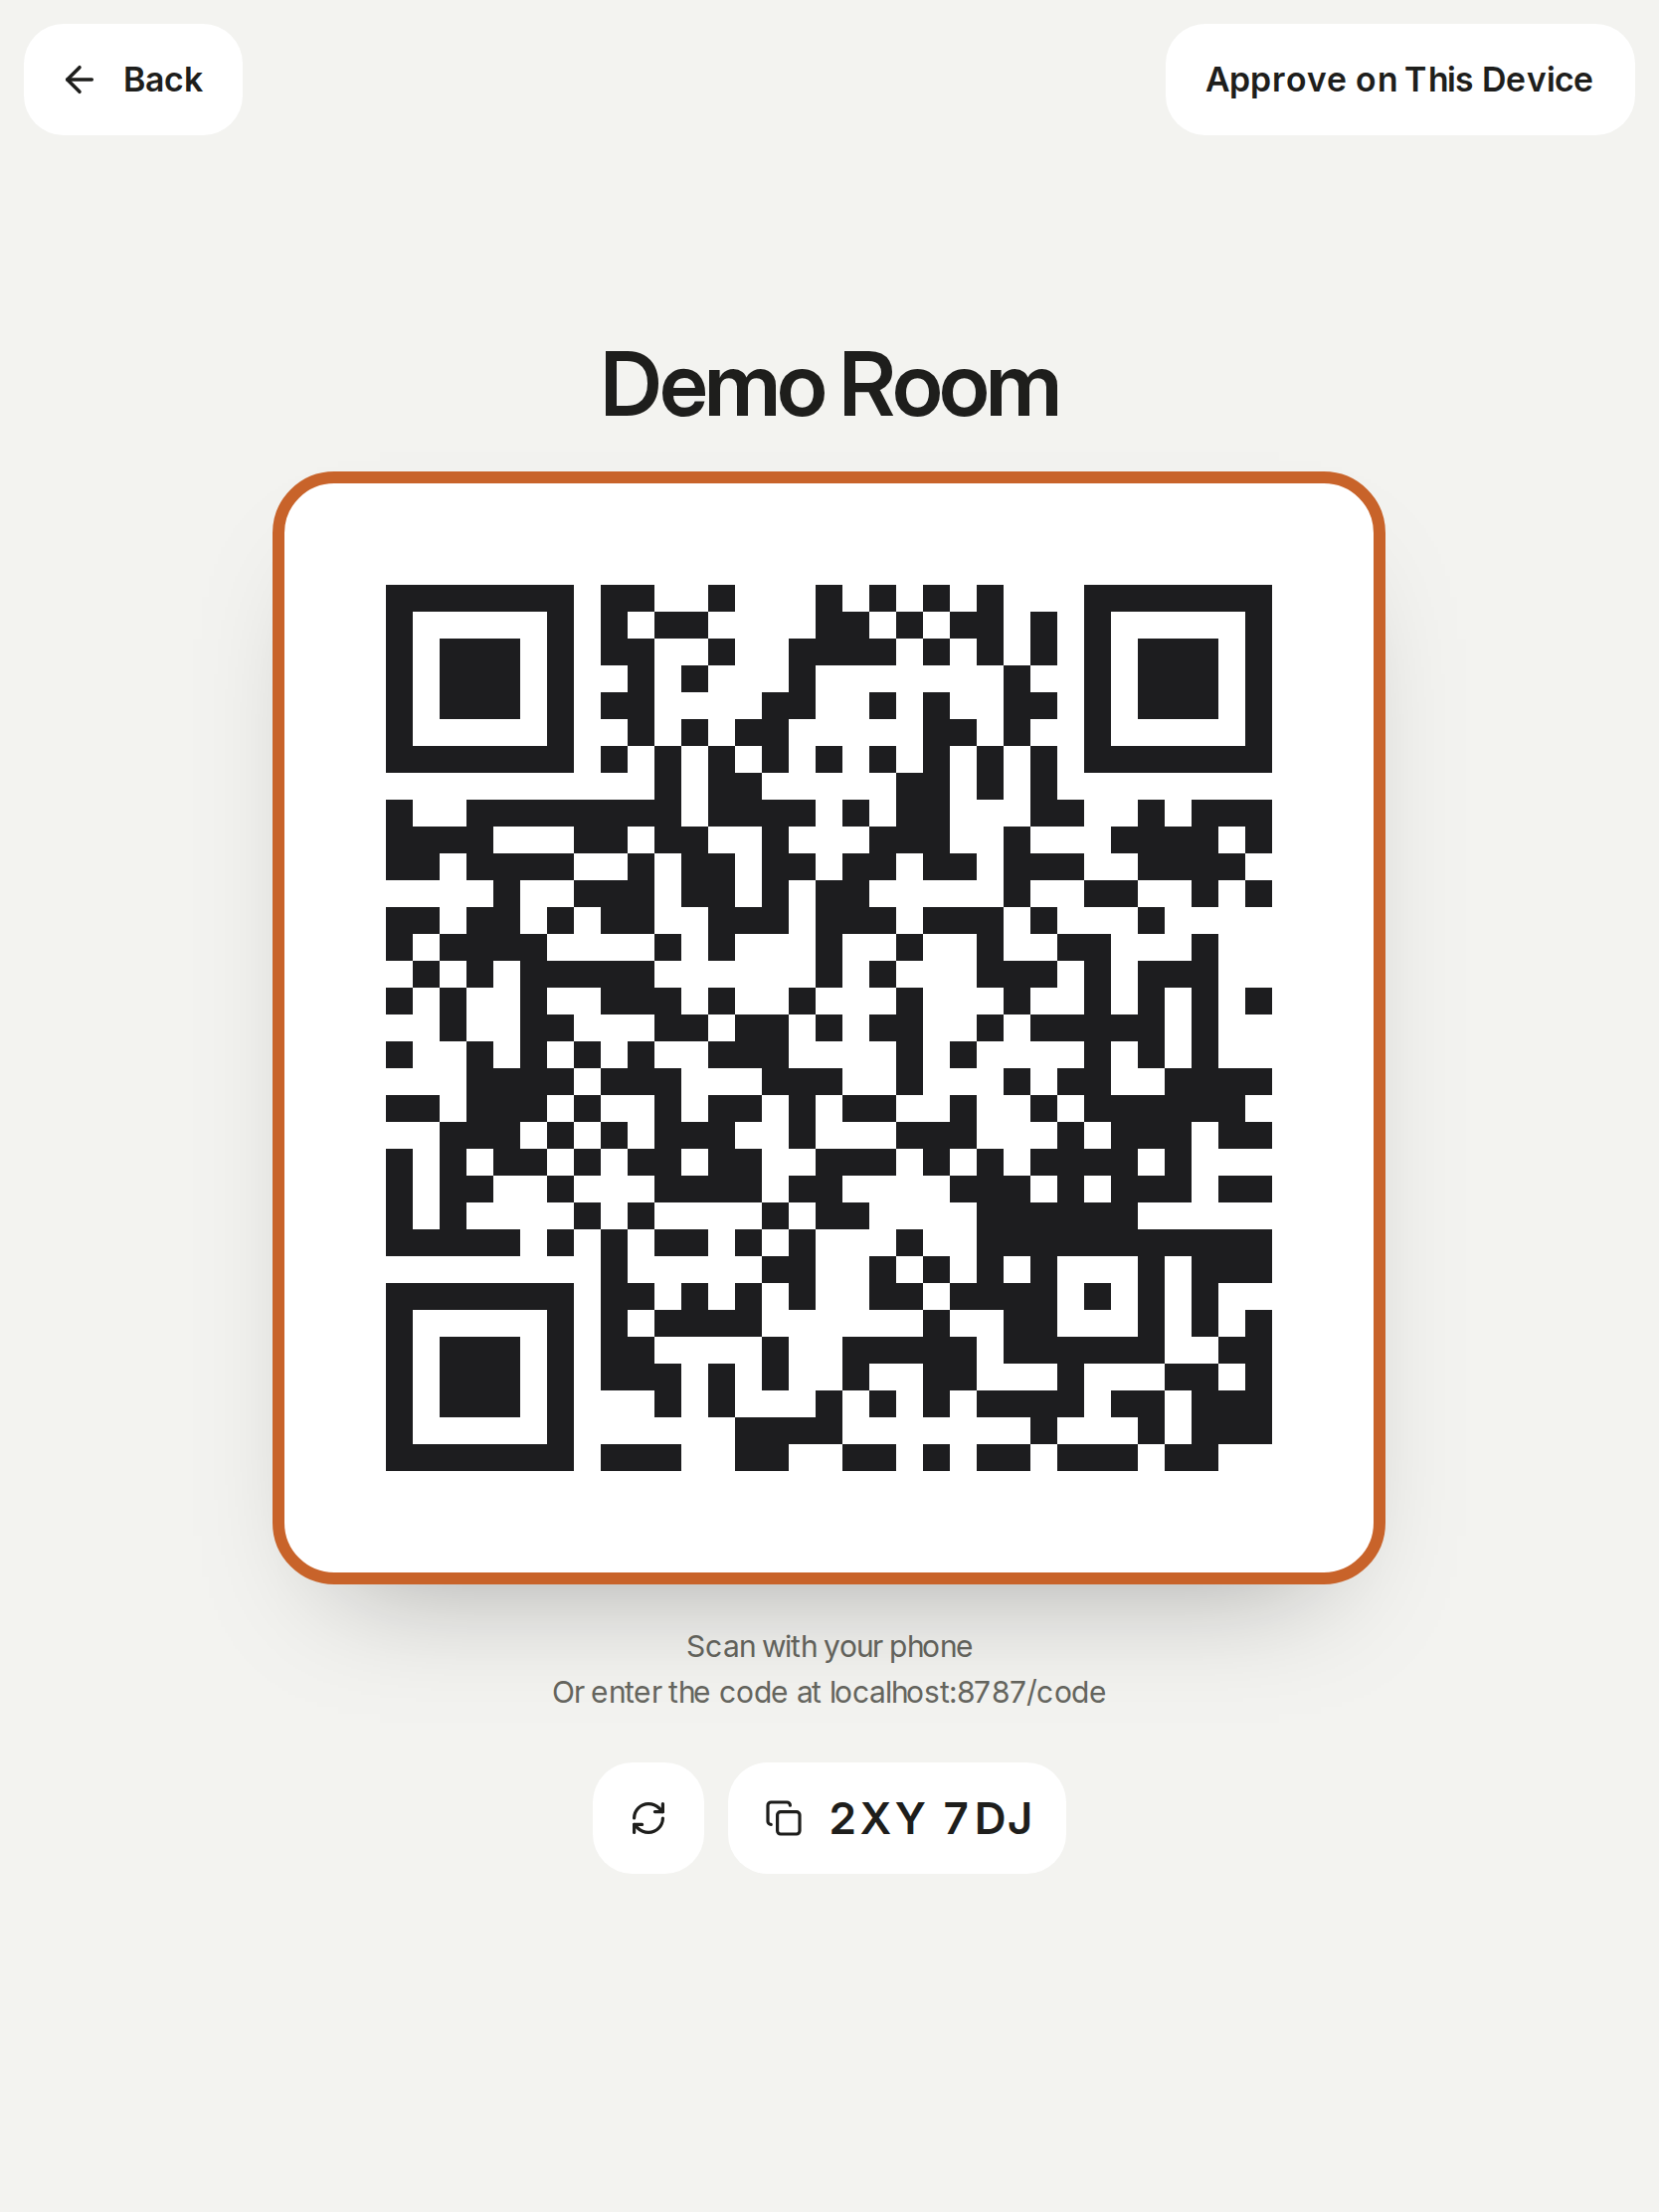 Back
Approve on This Device
Demo Room
Scan with your phone
Or enter the code at localhost:8787/code
2XY 7DJ